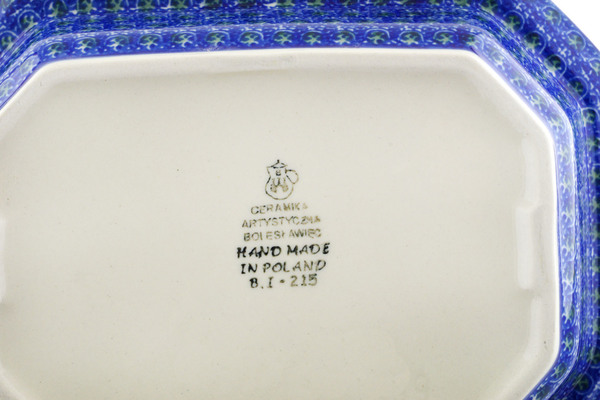 CERAMIKA
ARTYSTYCZNA
BOLESŁAWIEC
HAND MADE
IN POLAND
B.I - 215